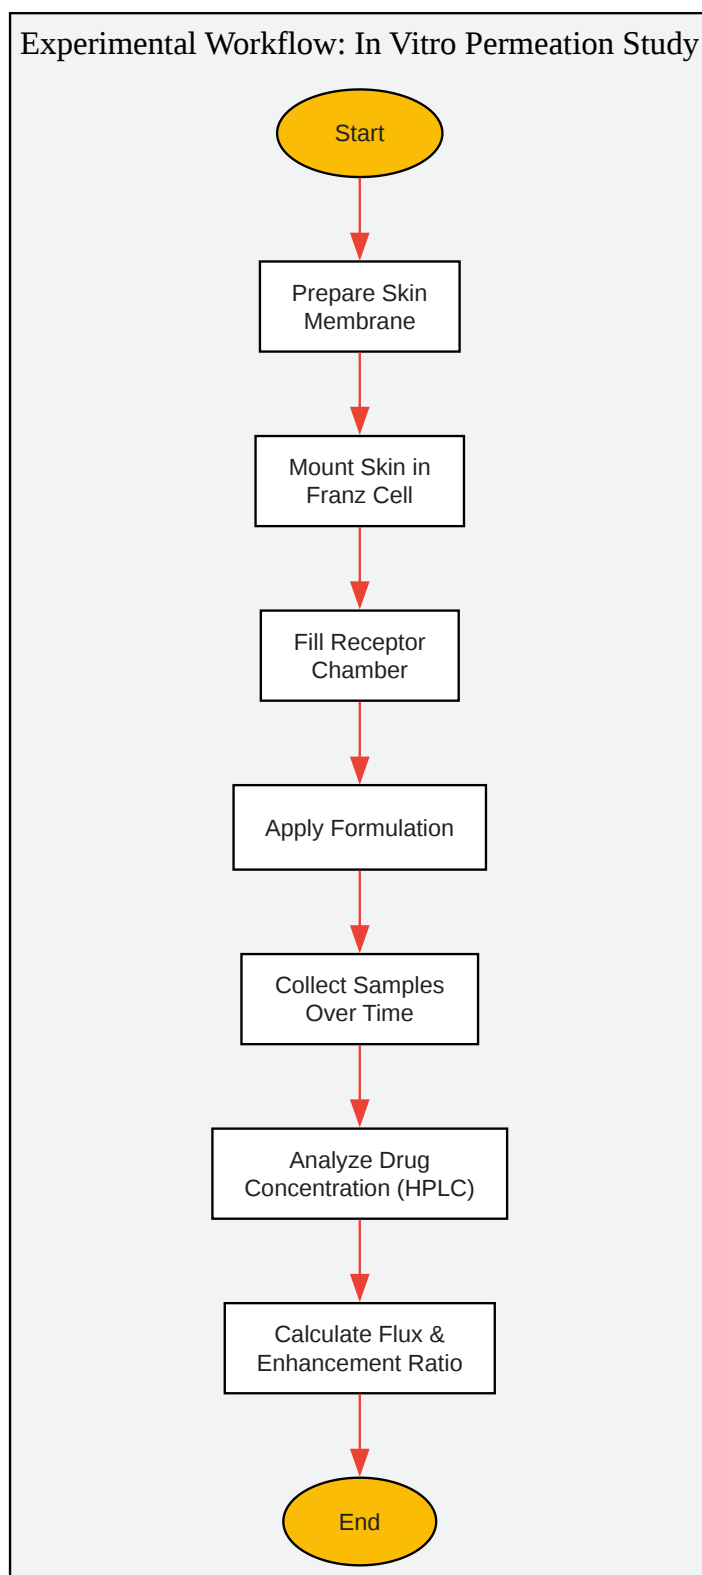 Experimental Workflow: In Vitro Permeation Study
Start
Prepare Skin
Membrane
Mount Skin in
Franz Cell
Fill Receptor
Chamber
Apply Formulation
Collect Samples
Over Time
Analyze Drug
Concentration (HPLC)
Calculate Flux &
Enhancement Ratio
End